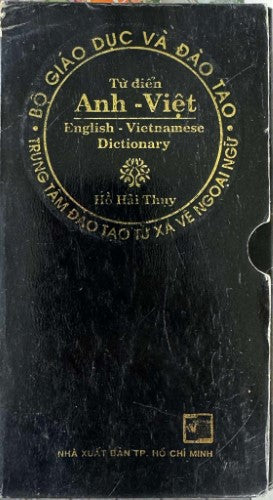 BỘ GIÁO DỤC VÀ ĐÀO TẠO
Từ điển
Anh - Việt
English - Vietnamese
Dictionary
Hồ Hải Thụy
TRUNG TÂM ĐÀO TẠO TỪ XA VỀ NGOẠI NGỮ
NHÀ XUẤT BẢN TP. HỒ CHÍ MINH